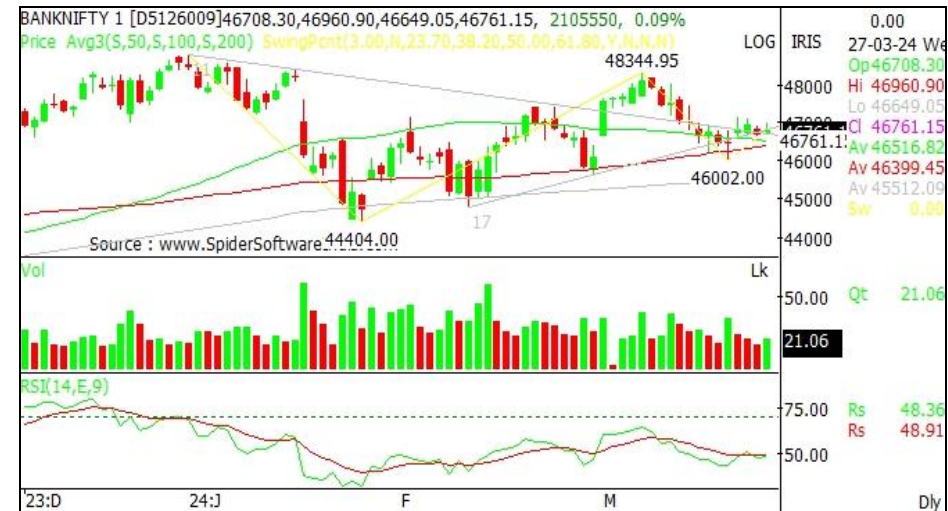 BANKNIFTY 1 [D5126009]46708.30,46960.90,46649.05,46761.15, 2105550, 0.09%
Price Avg3(S,50,S,100,S,200) SwingPcnt(3.00,N,23.70,38.20,50.00,61.80,Y,N,N,N)
LOG
IRIS
0.00
27-03-24 We
Op46708.30
Hi 46960.90
Lo 46649.05
Cl 46761.15
Av 46516.82
Av 46399.45
Av 45512.09
Sw 0.00
48344.95
48000
47000
46761.1
46000
45000
44000
46002.00
17
Source : www.SpiderSoftware
44404.00
Vol
Lk
50.00
Qt 21.06
21.06
RSI(14,E,9)
75.00
Rs 48.36
Rs 48.91
50.00
23:D 24:J F M
Dly